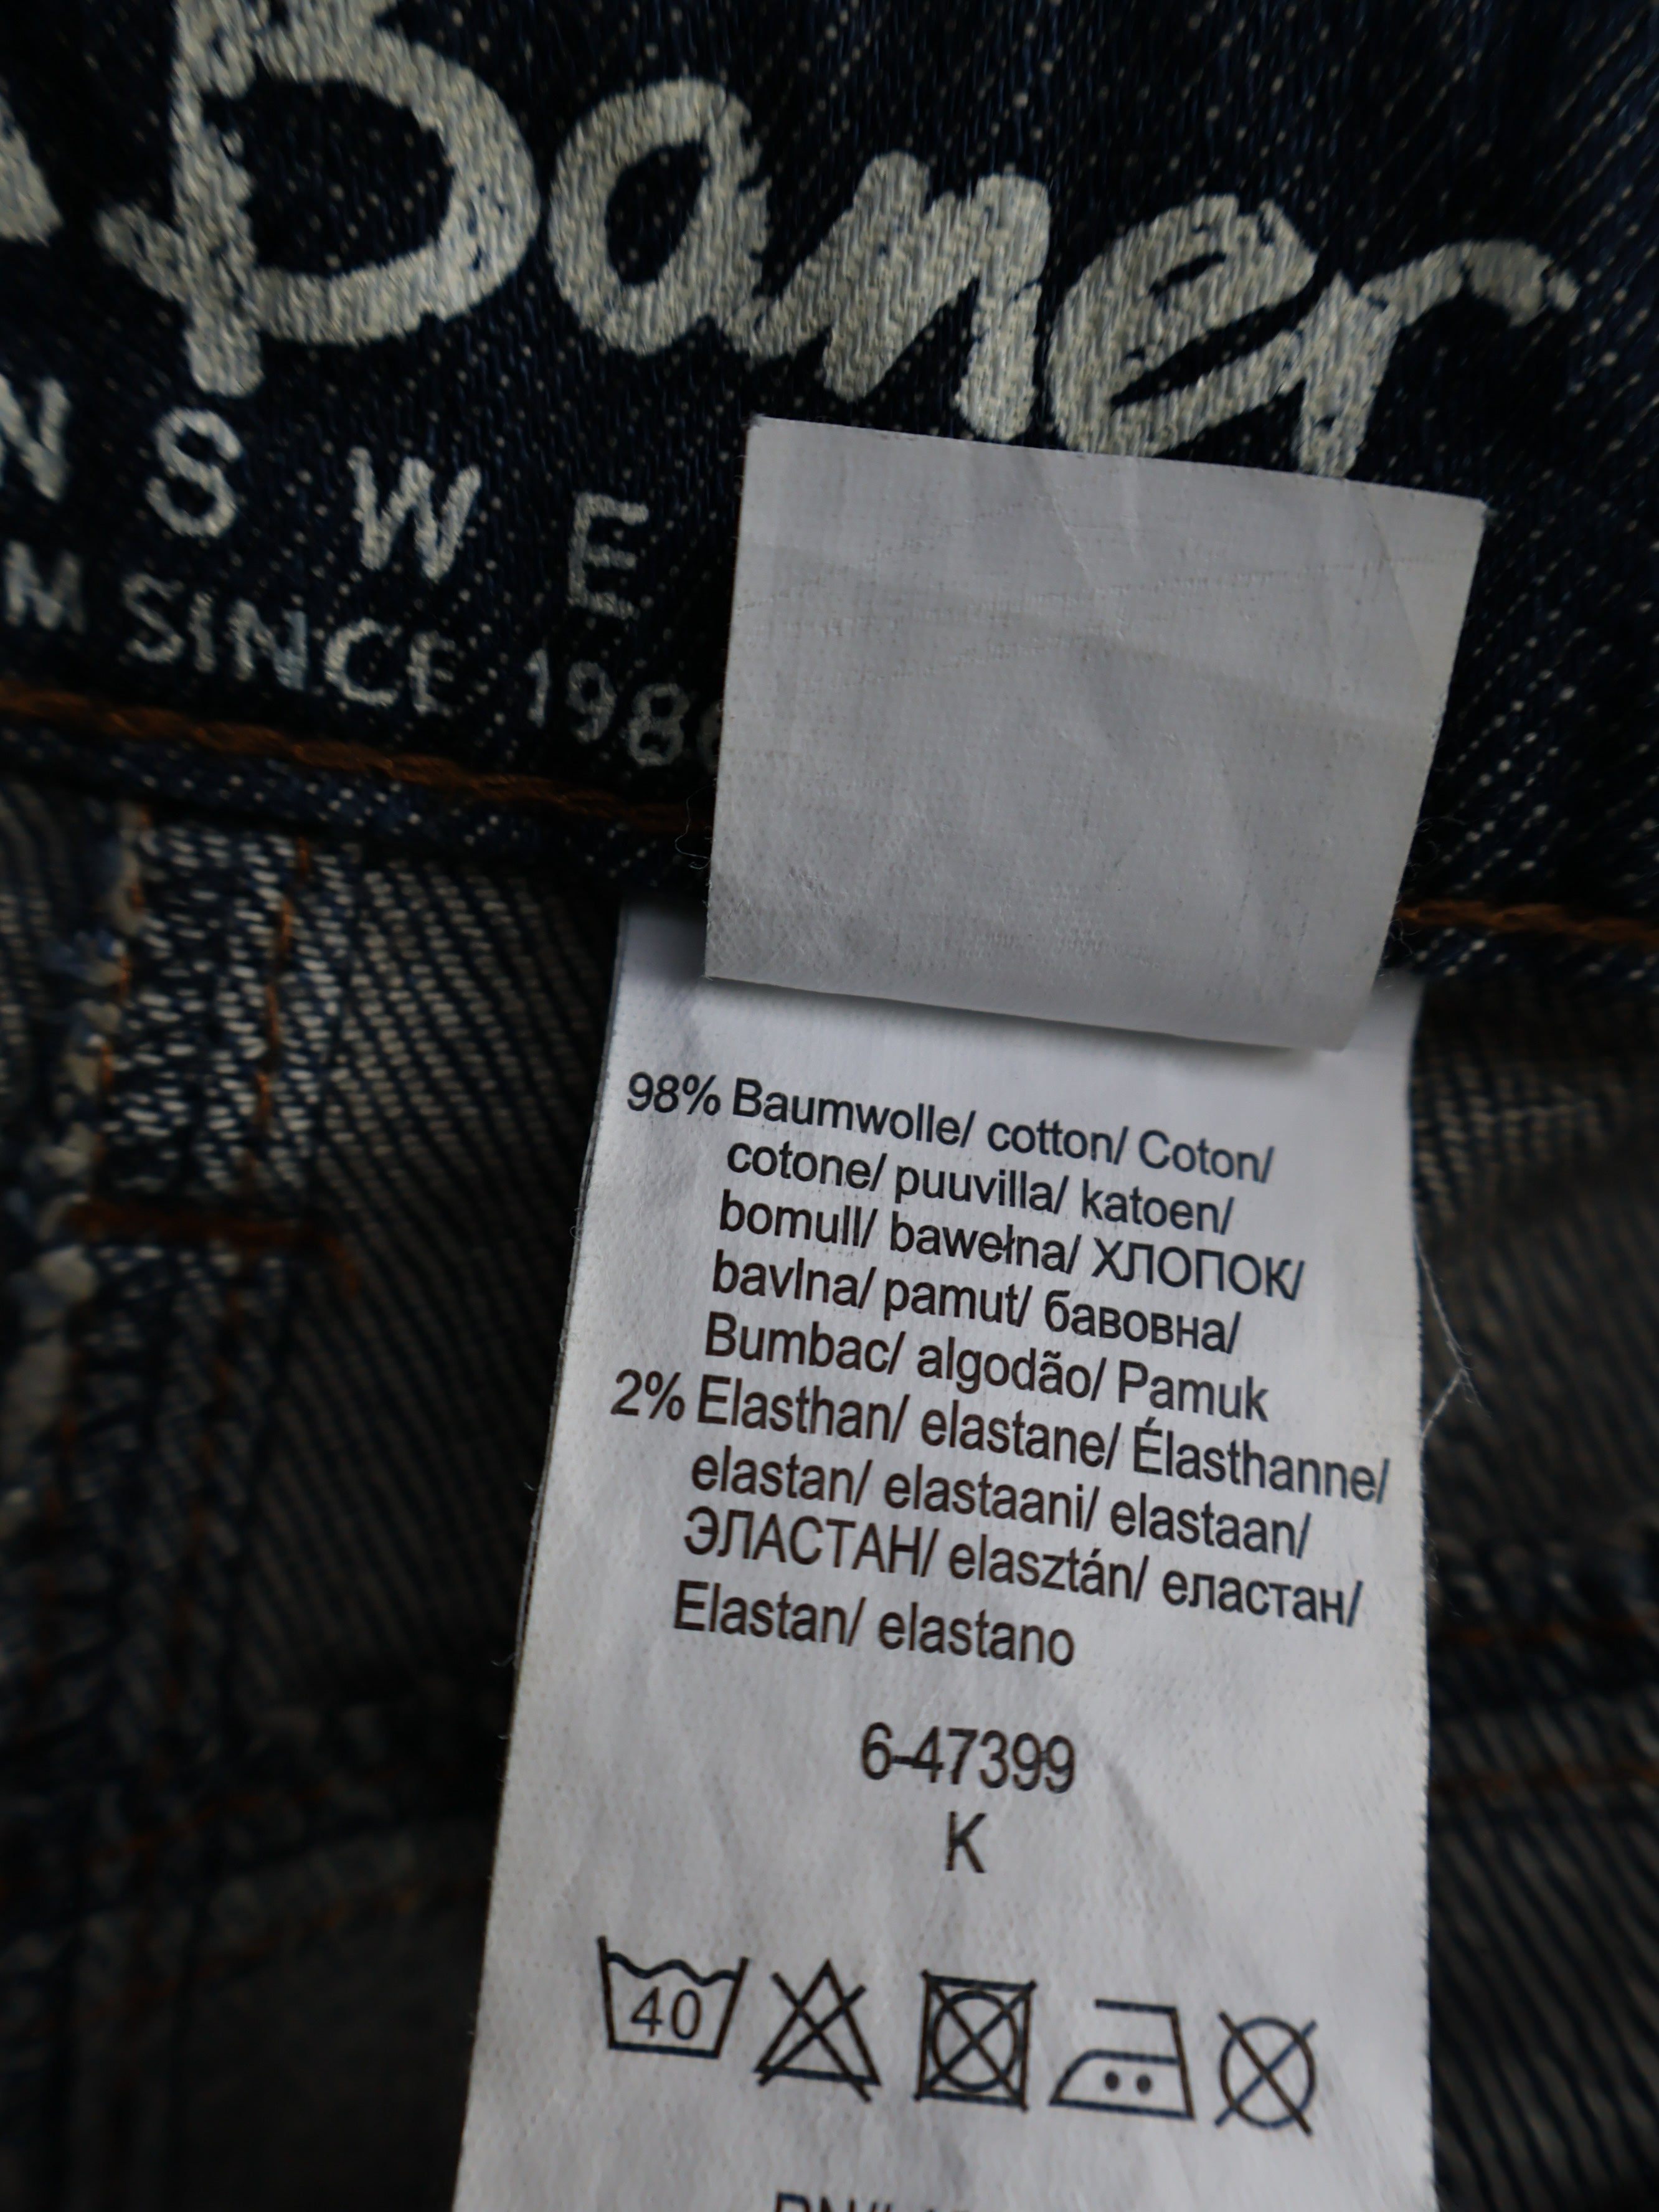 Baner
N S W E
M SINCE 198
98% Baumwolle/ cotton/ Coton/
cotone/ puuvilla/ katoen/
bomull/ bawełna/ ХЛОПОК/
bavlna/ pamut/ бавовна/
Bumbac/ algodão/ Pamuk
2% Elasthan/ elastane/ Élasthanne/
elastan/ elastaani/ elastaan/
ЭЛАСТАН/ elasztán/ еластан/
Elastan/ elastano
6-47399
K
40